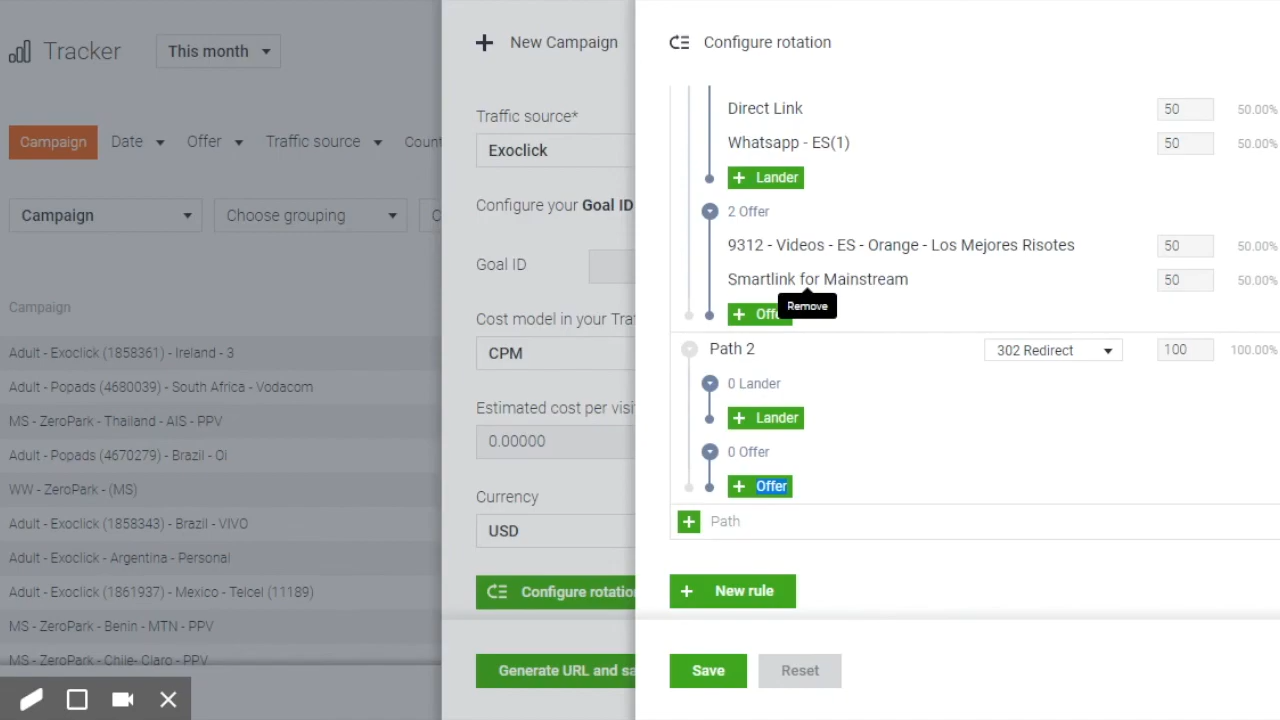 Tracker
This month
Campaign
Date
Offer
Traffic source
Count
Campaign
Choose grouping
C
Campaign
Adult - Exoclick (1858361) - Ireland - 3
Adult - Popads (4680039) - South Africa - Vodacom
MS - ZeroPark - Thailand - AIS - PPV
Adult - Popads (4670279) - Brazil - Oi
WW - ZeroPark - (MS)
Adult - Exoclick (1858343) - Brazil - VIVO
Adult - Exoclick - Argentina - Personal
Adult - Exoclick (1861937) - Mexico - Telcel (11189)
MS - ZeroPark - Benin - MTN - PPV
MS - ZeroPark - Chile- Claro - PPV
New Campaign
Traffic source*
Exoclick
Configure your Goal ID
Goal ID
Cost model in your Tra
CPM
Estimated cost per visi
0.00000
Currency
USD
Configure rotatio
Generate URL and sa
Configure rotation
Direct Link 50 50.00%
Whatsapp - ES(1) 50 50.00%
Lander
2 Offer
9312 - Videos - ES - Orange - Los Mejores Risotes 50 50.00%
Smartlink for Mainstream 50 50.00%
Remove
Offe
Path 2 302 Redirect 100 100.00%
0 Lander
Lander
0 Offer
Offer
Path
New rule
Save Reset